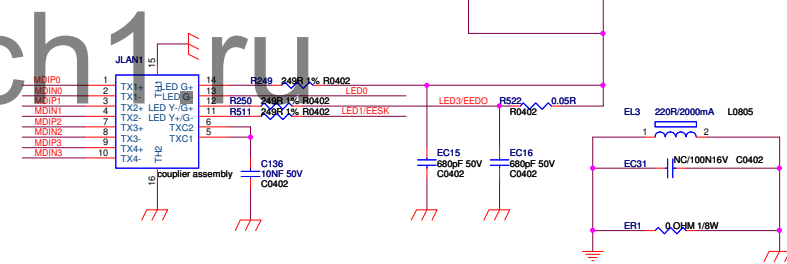 ch1.ru
JLAN1
15
TH1
MDIP0 1 TX1+ LED G+ 14 R249 249R 1% R0402
MDIN0 2 TX1- LED G- 13 LED0
MDIP1 3 TX2+ LED Y-/G+ 12 R250 249R 1% R0402 LED3/EEDO R522 0.05R
R0402
MDIN1 4 TX2- LED Y+/G- 11 R511 249R 1% R0402 LED1/EESK
MDIP2 7 TX3+ TXC2 6
MDIN2 8 TX3- TXC1 5
MDIP3 9 TX4+
MDIN3 10 TX4-
TH2
16
couplier assembly
C136
10NF 50V
C0402
EC15
680pF 50V
C0402
EC16
680pF 50V
C0402
EL3 220R/2000mA L0805
1 2
EC31 NC/100N16V C0402
ER1 0 OHM 1/8W